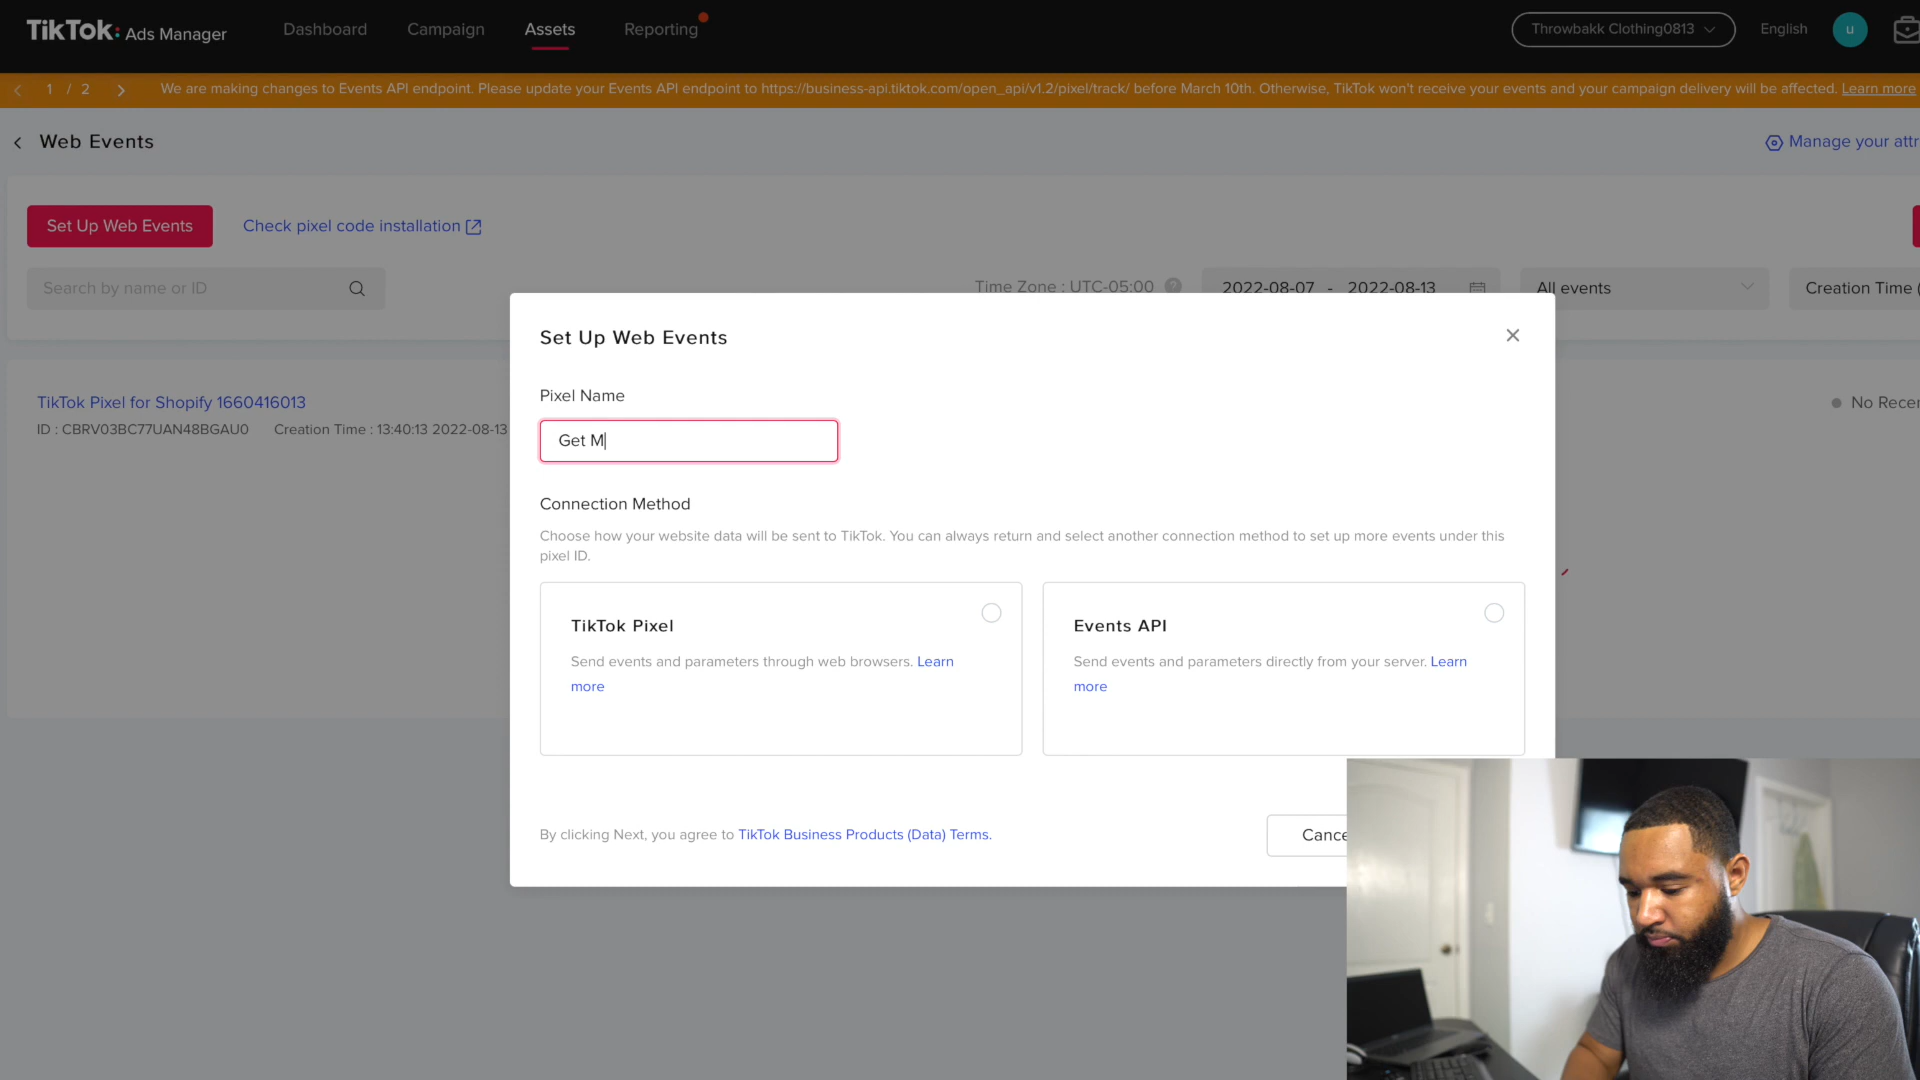 TikTok: Ads Manager
Dashboard
Campaign
Assets
Reporting
Throwbakk Clothing0813
English
u
1 / 2
We are making changes to Events API endpoint. Please update your Events API endpoint to https://business-api.tiktok.com/open_api/v1.2/pixel/track/ before March 10th. Otherwise, TikTok won't receive your events and your campaign delivery will be affected. Learn more
Web Events
Manage your attr
Set Up Web Events
Check pixel code installation
Search by name or ID
Time Zone : UTC-05:00
?
2022-08-07 - 2022-08-13
All events
Creation Time (
TikTok Pixel for Shopify 1660416013
ID : CBRV03BC77UAN48BGAU0
Creation Time : 13:40:13 2022-08-13
No Recen
Set Up Web Events
Pixel Name
Get M
Connection Method
Choose how your website data will be sent to TikTok. You can always return and select another connection method to set up more events under this
pixel ID.
TikTok Pixel
Send events and parameters through web browsers. Learn
more
Events API
Send events and parameters directly from your server. Learn
more
By clicking Next, you agree to TikTok Business Products (Data) Terms.
Cance